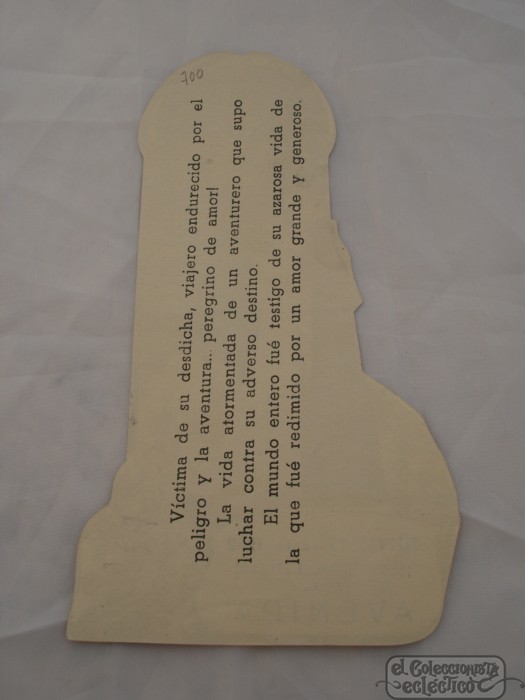 700
Víctima de su desdicha, viajero endurecido por el
peligro y la aventura... peregrino de amor!
La vida atormentada de un aventurero que supo
luchar contra su adverso destino.
El mundo entero fué testigo de su azarosa vida de
la que fué redimido por un amor grande y generoso.
el Coleccionista
ecléctico